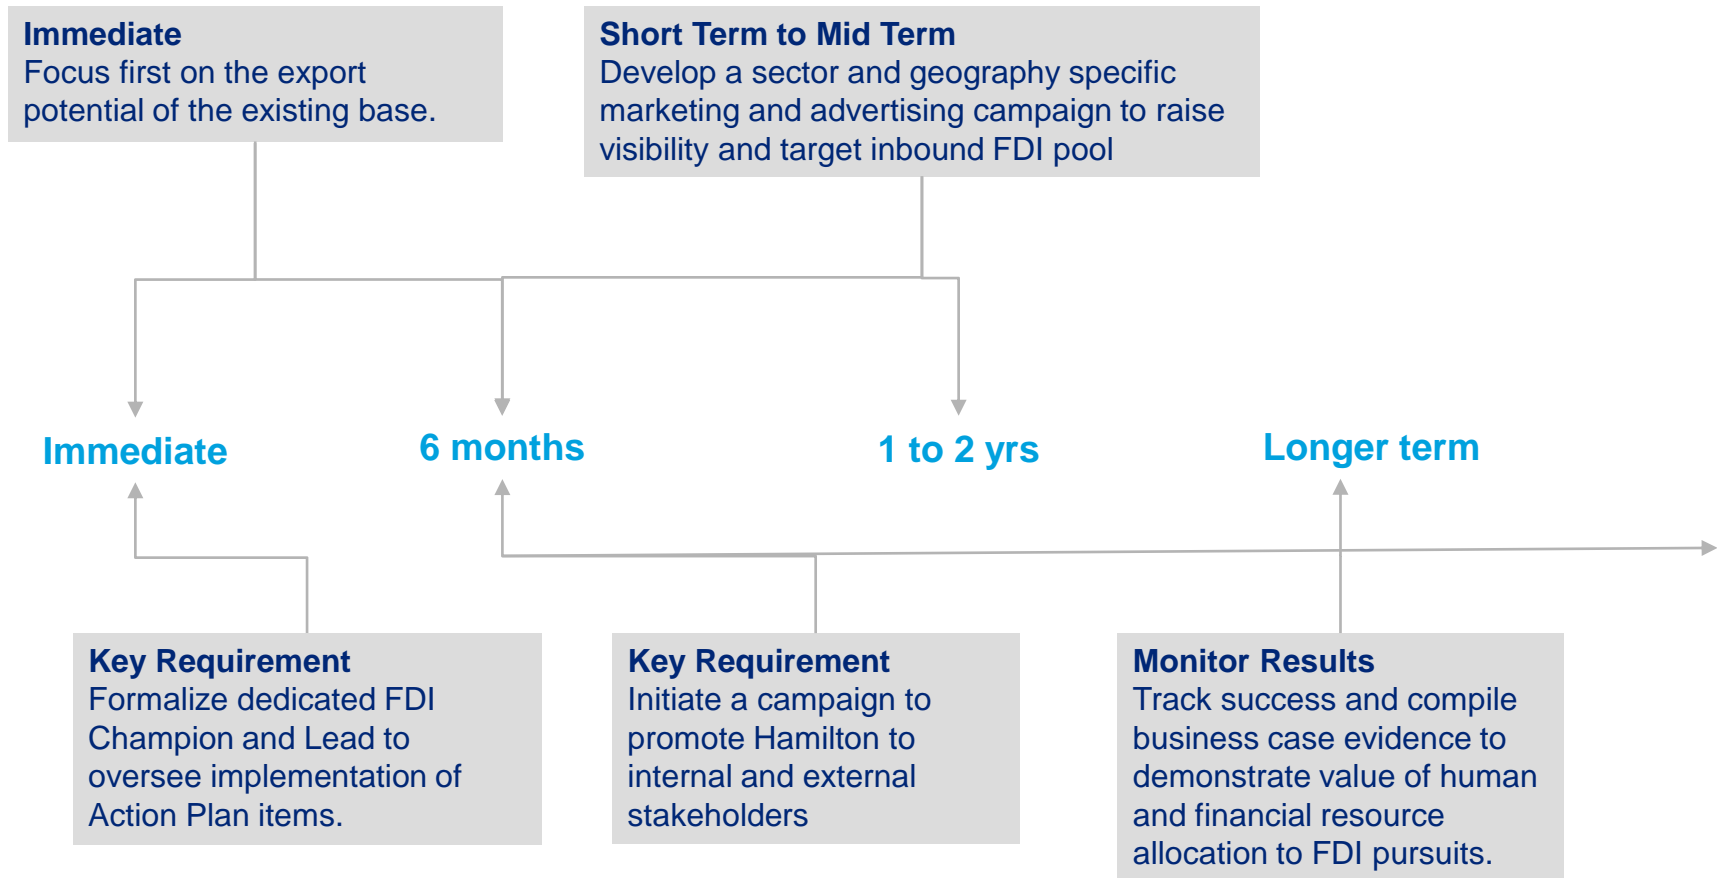 Immediate
Focus first on the export
potential of the existing base.
Short Term to Mid Term
Develop a sector and geography specific
marketing and advertising campaign to raise
visibility and target inbound FDI pool
Immediate
6 months
1 to 2 yrs
Longer term
Key Requirement
Formalize dedicated FDI
Champion and Lead to
oversee implementation of
Action Plan items.
Key Requirement
Initiate a campaign to
promote Hamilton to
internal and external
stakeholders
Monitor Results
Track success and compile
business case evidence to
demonstrate value of human
and financial resource
allocation to FDI pursuits.